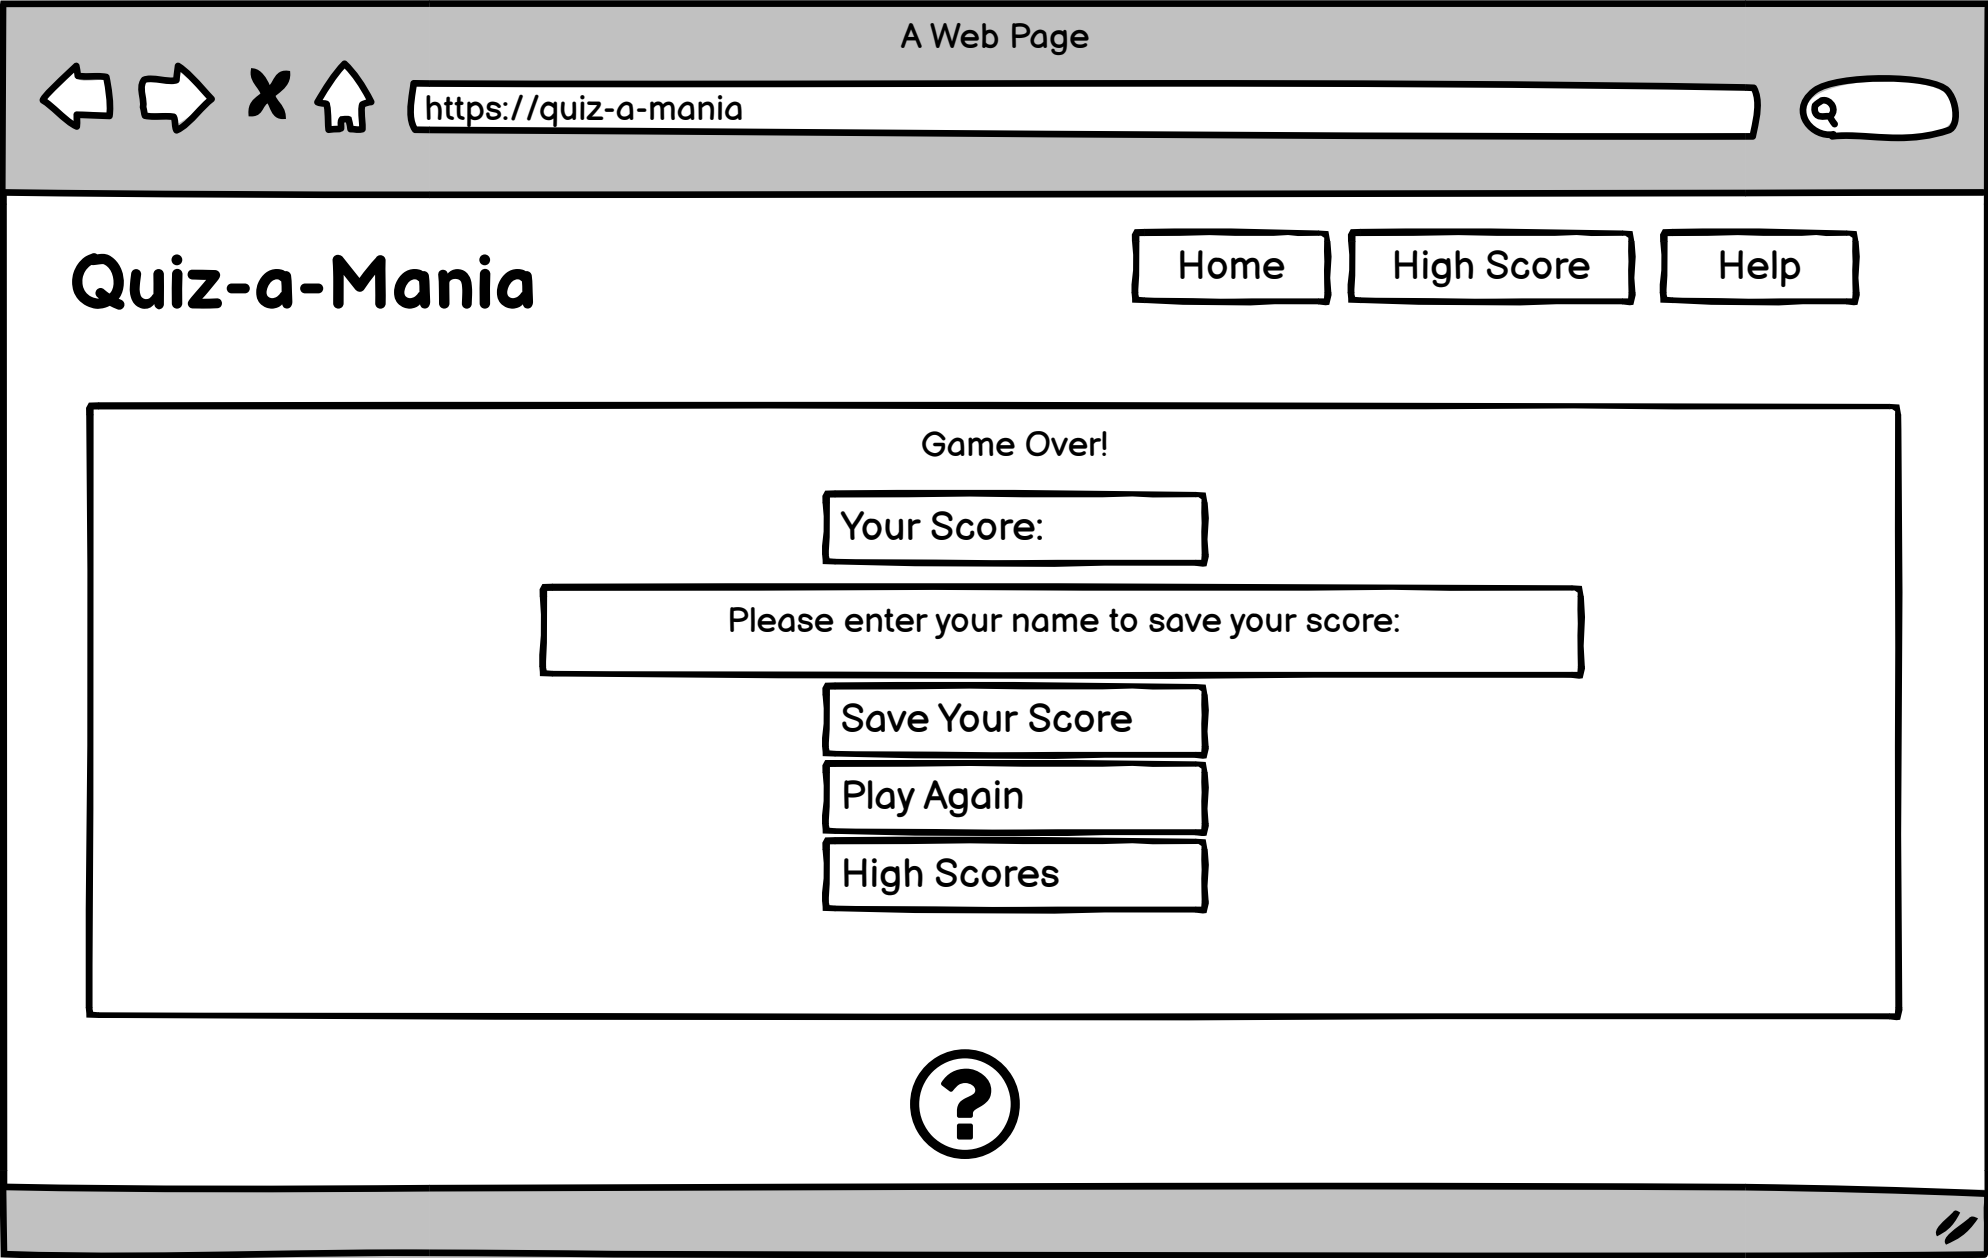 A Web Page
https://quiz-a-mania
Quiz-a-Mania
Home
High Score
Help
Game Over!
Your Score:
Please enter your name to save your score:
Save Your Score
Play Again
High Scores
?